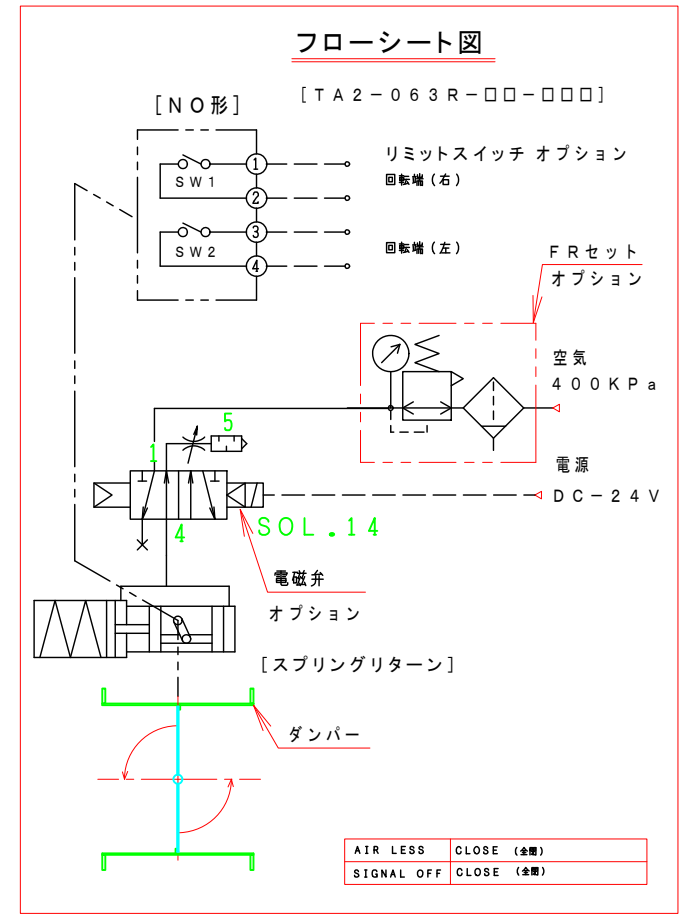 フローシート図
[TA2-063R-□□-□□□]
[NO形]
リミットスイッチ オプション
SW1
1
回転端(右)
2
SW2
3
回転端(左)
4
FRセット
オプション
空気
400KPa
5
1
電源
DC-24V
4
SOL.14
電磁弁
オプション
[スプリングリターン]
ダンパー
AIR LESS CLOSE (全閉)
SIGNAL OFF CLOSE (全閉)